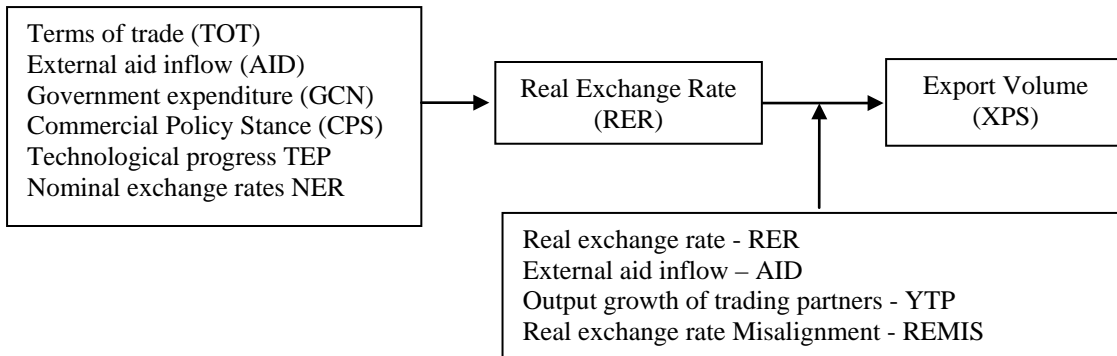 Terms of trade (TOT)
External aid inflow (AID)
Government expenditure (GCN)
Commercial Policy Stance (CPS)
Technological progress TEP
Nominal exchange rates NER
Real Exchange Rate
(RER)
Export Volume
(XPS)
Real exchange rate - RER
External aid inflow – AID
Output growth of trading partners - YTP
Real exchange rate Misalignment - REMIS